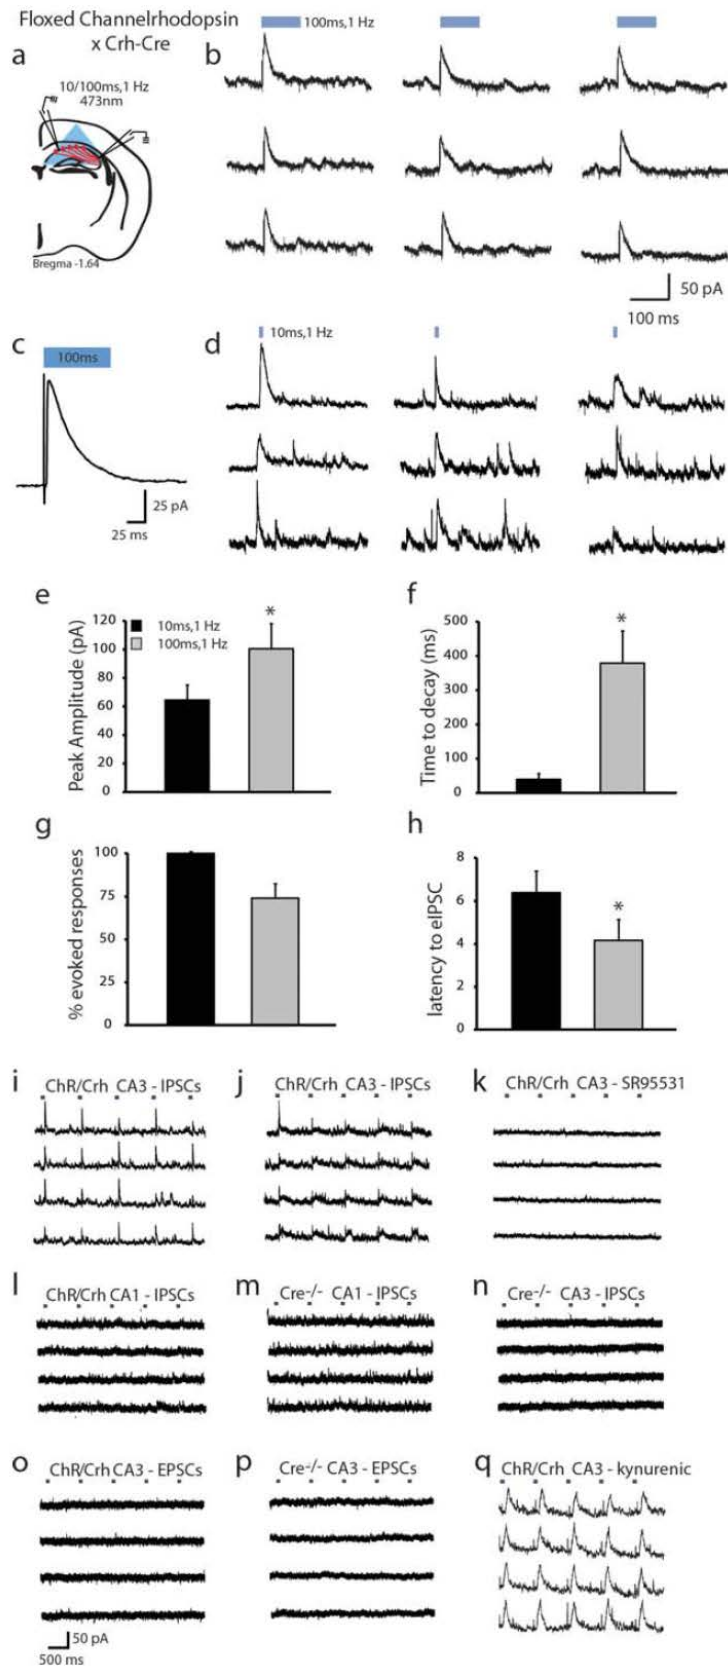 Floxed Channelrhodopsin
x Crh-Cre
a
10/100ms,1 Hz
473nm
Bregma -1.64
b
100ms,1 Hz
50 pA
100 ms
c
100ms
25 pA
25 ms
d
10ms,1 Hz
e
Peak Amplitude (pA)
120
100
80
60
40
20
0
10ms,1 Hz
100ms,1 Hz
*
f
Time to decay (ms)
500
400
300
200
100
0
*
g
% evoked responses
100
75
50
25
0
h
latency to eIPSC
8
6
4
2
0
*
i
ChR/Crh CA3 - IPSCs
j
ChR/Crh CA3 - IPSCs
k
ChR/Crh CA3 - SR95531
l
ChR/Crh CA1 - IPSCs
m
Cre-/- CA1 - IPSCs
n
Cre-/- CA3 - IPSCs
o
ChR/Crh CA3 - EPSCs
50 pA
500 ms
p
Cre-/- CA3 - EPSCs
q
ChR/Crh CA3 - kynurenic